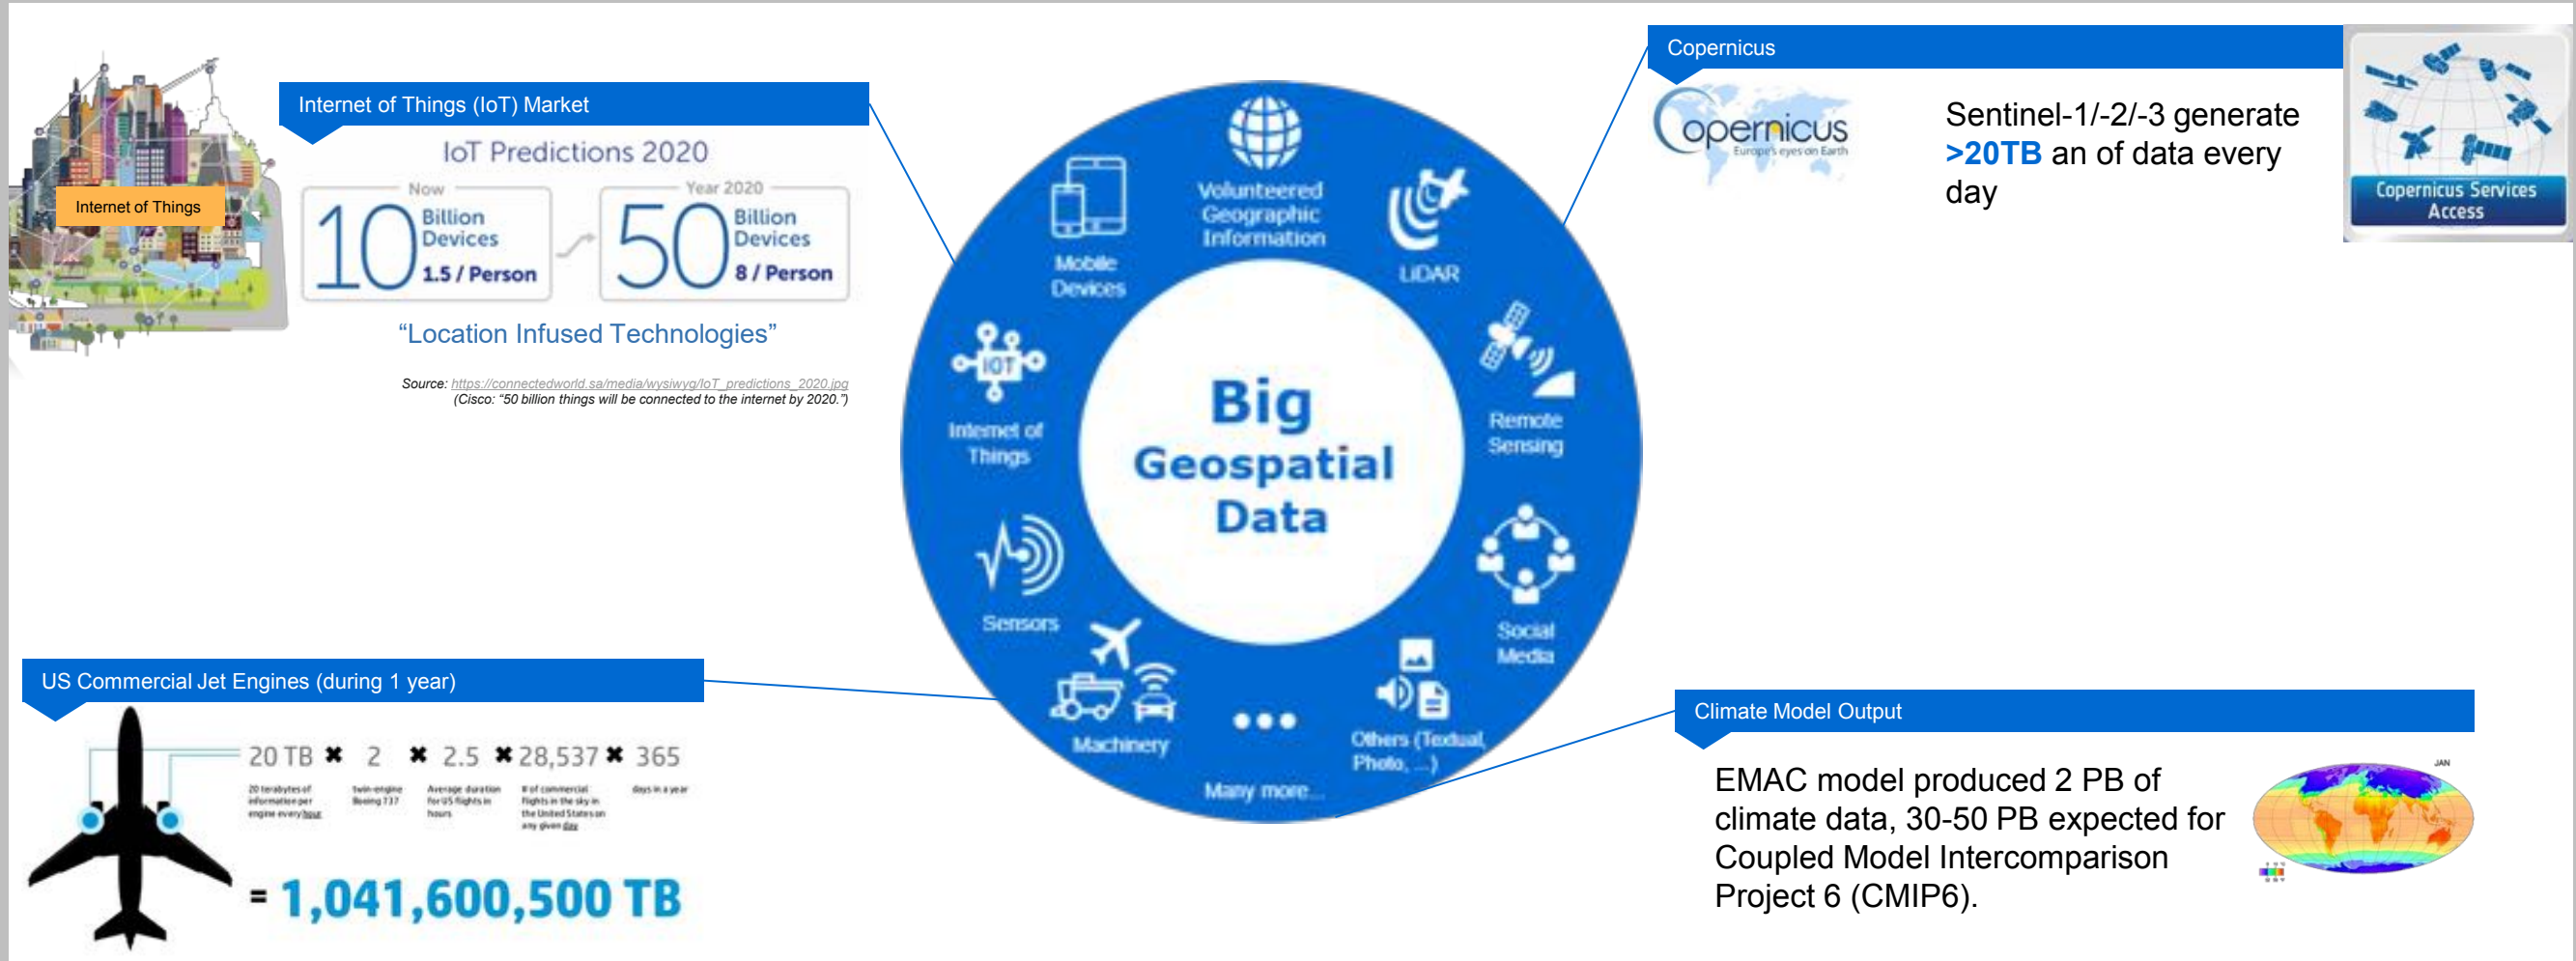 Internet of Things
Internet of Things (IoT) Market
IoT Predictions 2020
Now
10 Billion
Devices
1.5 / Person
Year 2020
50 Billion
Devices
8 / Person
“Location Infused Technologies”
Source: https://connectedworld.sa/media/wysiwyg/IoT_predictions_2020.jpg
(Cisco: “50 billion things will be connected to the internet by 2020.”)
US Commercial Jet Engines (during 1 year)
20 TB ✖ 2 ✖ 2.5 ✖ 28,537 ✖ 365
20 terabytes of
information per
engine every hour
twin-engine
Boeing 737
Average duration
for US flights in
hours
# of commercial
flights in the sky in
the United States on
any given day
days in a year
= 1,041,600,500 TB
Big
Geospatial
Data
Volunteered
Geographic
Information
LiDAR
Remote
Sensing
Social
Media
Others (Textual,
Photo, ...)
Many more...
Machinery
Sensors
IOT
Internet of
Things
Mobile
Devices
Copernicus
opernicus
Europe's eyes on Earth
Sentinel-1/-2/-3 generate
>20TB an of data every
day
Copernicus Services
Access
Climate Model Output
EMAC model produced 2 PB of
climate data, 30-50 PB expected for
Coupled Model Intercomparison
Project 6 (CMIP6).
JAN